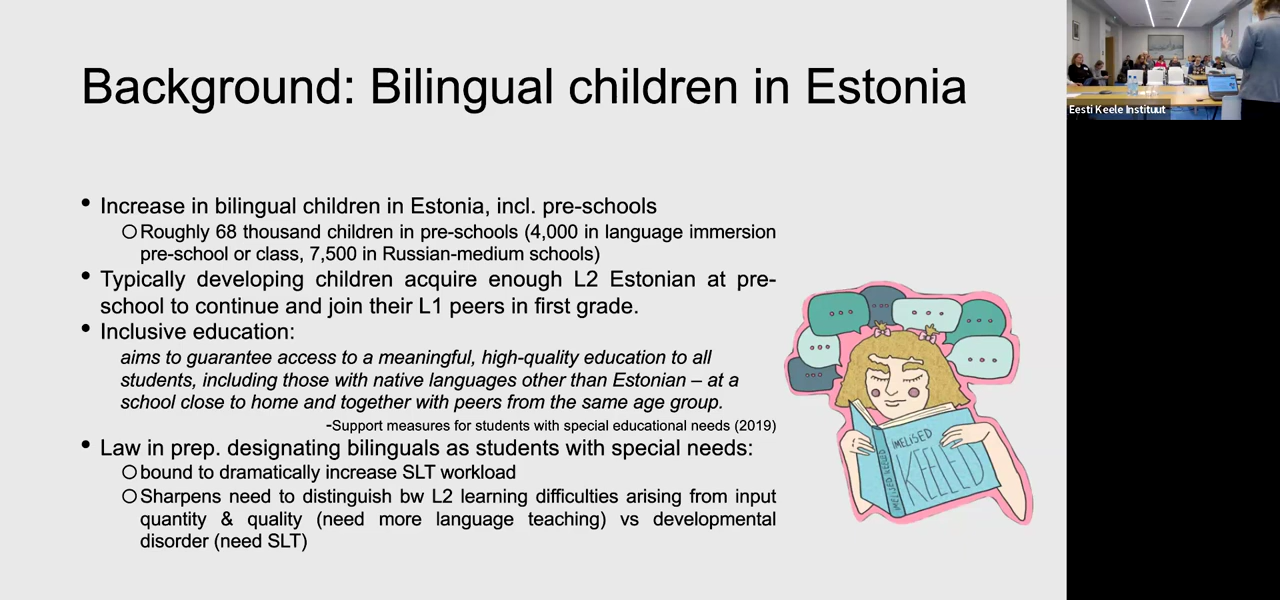 Background: Bilingual children in Estonia
• Increase in bilingual children in Estonia, incl. pre-schools
○Roughly 68 thousand children in pre-schools (4,000 in language immersion
pre-school or class, 7,500 in Russian-medium schools)
• Typically developing children acquire enough L2 Estonian at pre-
school to continue and join their L1 peers in first grade.
• Inclusive education:
aims to guarantee access to a meaningful, high-quality education to all
students, including those with native languages other than Estonian – at a
school close to home and together with peers from the same age group.
-Support measures for students with special educational needs (2019)
• Law in prep. designating bilinguals as students with special needs:
○bound to dramatically increase SLT workload
○Sharpens need to distinguish bw L2 learning difficulties arising from input
quantity & quality (need more language teaching) vs developmental
disorder (need SLT)
IMELISED KEELED
IMELISED
KEELED
Eesti Keele Instituut